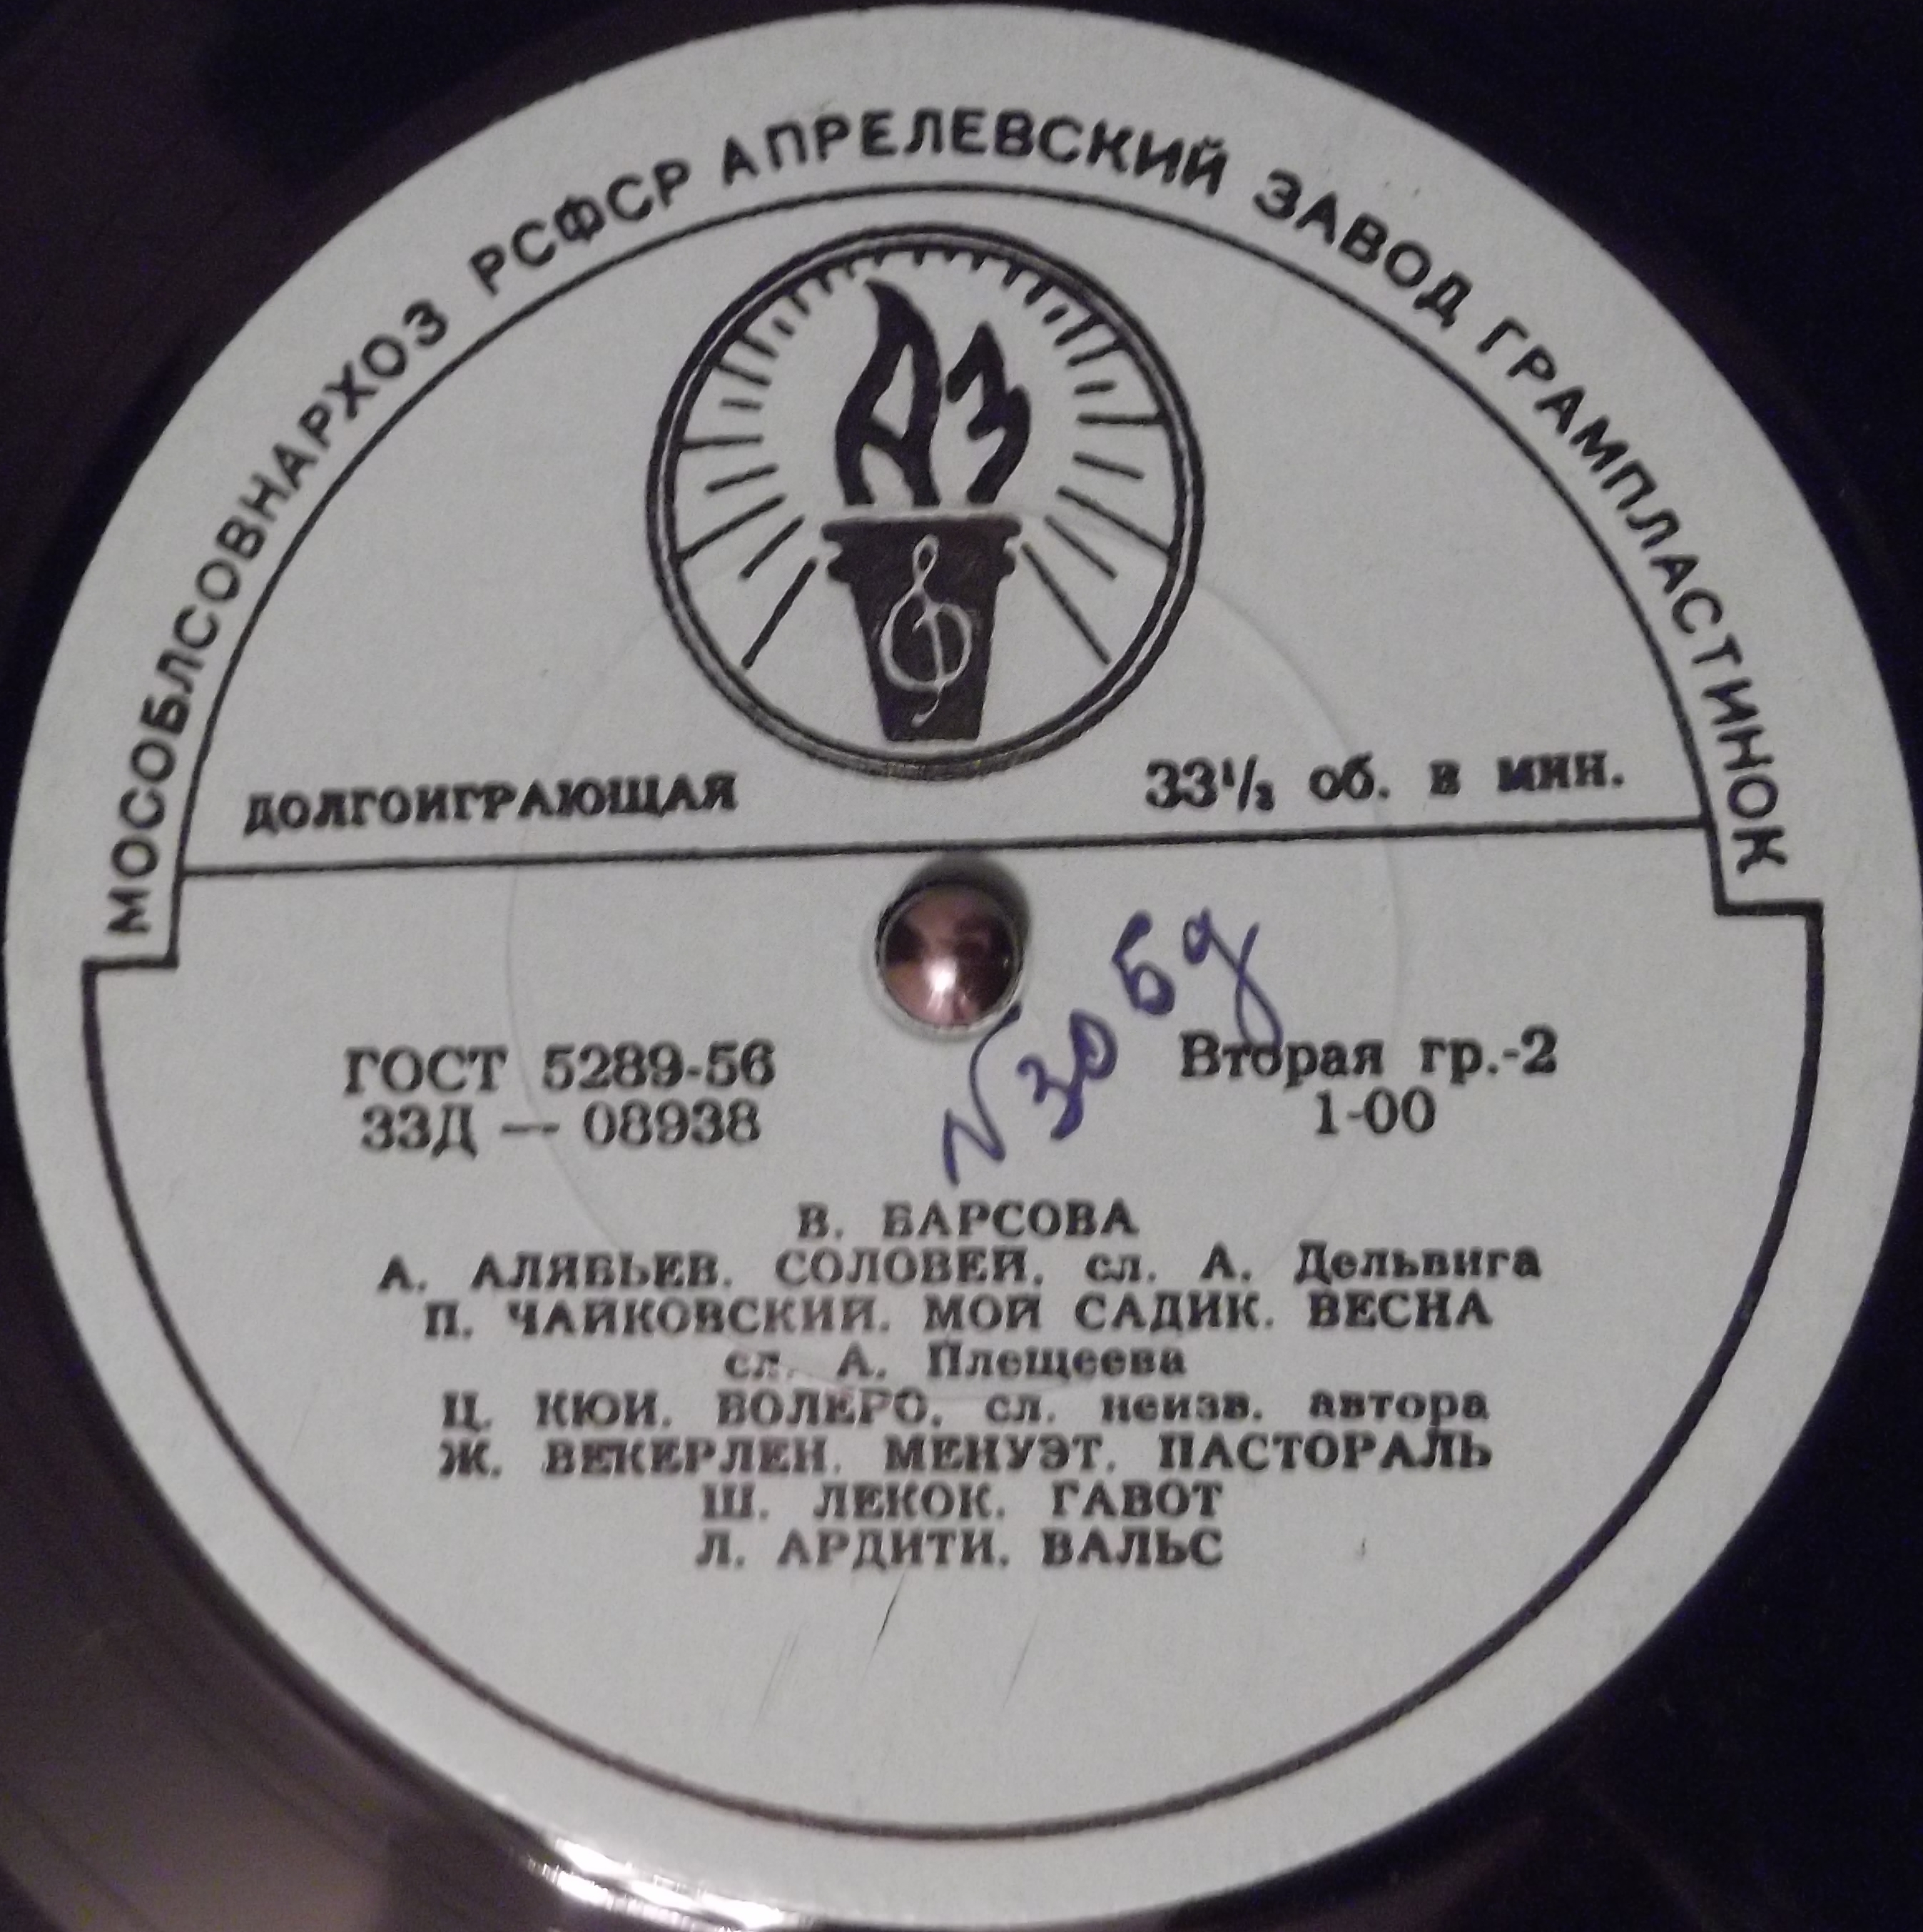 МОСОБЛСОВНАРХОЗ РСФСР АПРЕЛЕВСКИЙ ЗАВОД ГРАМПЛАСТИНОК
АЗ
ДОЛГОИГРАЮЩАЯ 33⅓ об. в мин.
ГОСТ 5289-56 Вторая гр.-2
33Д — 08938 1-00
В. БАРСОВА
А. АЛЯБЬЕВ. СОЛОВЕЙ, сл. А. Дельвига
П. ЧАЙКОВСКИЙ. МОЙ САДИК. ВЕСНА
сл. А. Плещеева
Ц. КЮИ. БОЛЕРО, сл. неизв. автора
Ж. ВЕКЕРЛЕН. МЕНУЭТ. ПАСТОРАЛЬ
Ш. ЛЕКОК. ГАВОТ
Л. АРДИТИ. ВАЛЬС